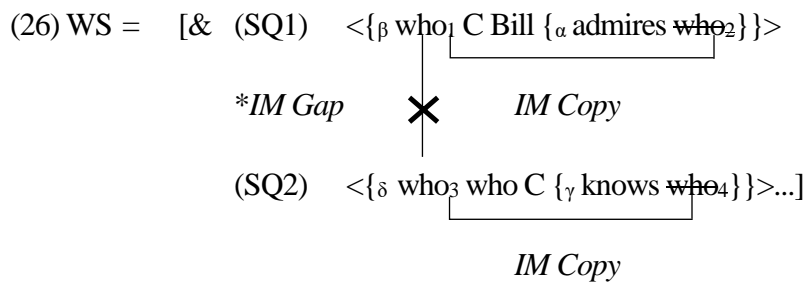 (26) WS = [& (SQ1) <{β who₁ C Bill {α admires who₂}}>
*IM Gap IM Copy
(SQ2) <{δ who₃ who C {γ knows who₄}}>...]
IM Copy